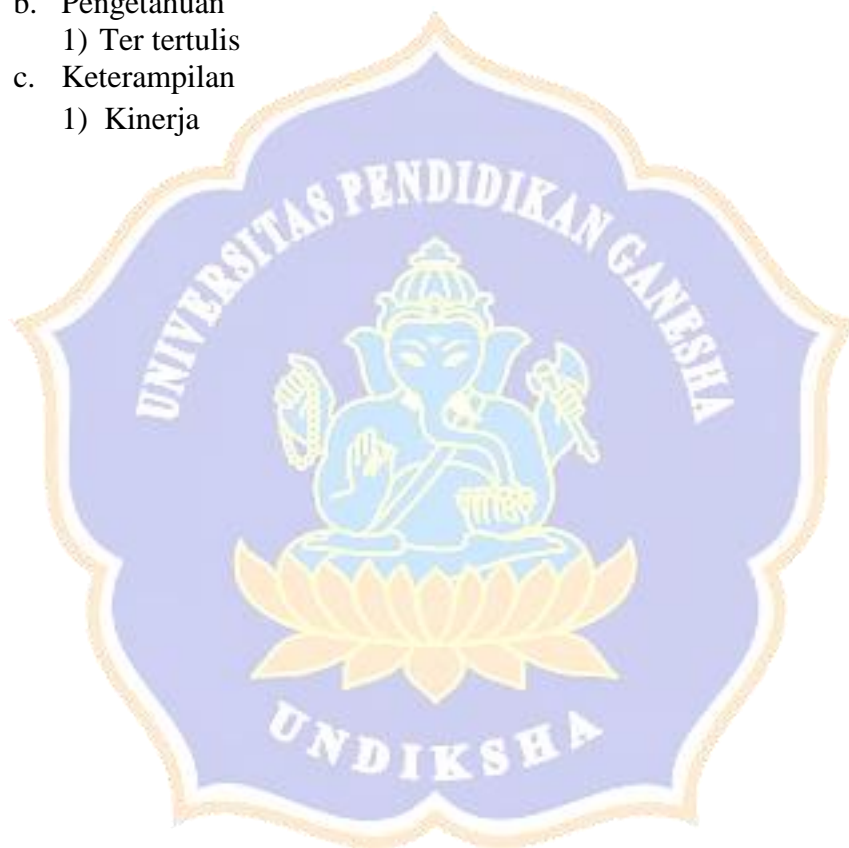 b. Pengetahuan
1) Ter tertulis
c. Keterampilan
1) Kinerja
UNIVERSITAS PENDIDIKAN GANESHA
UNDIKSHA